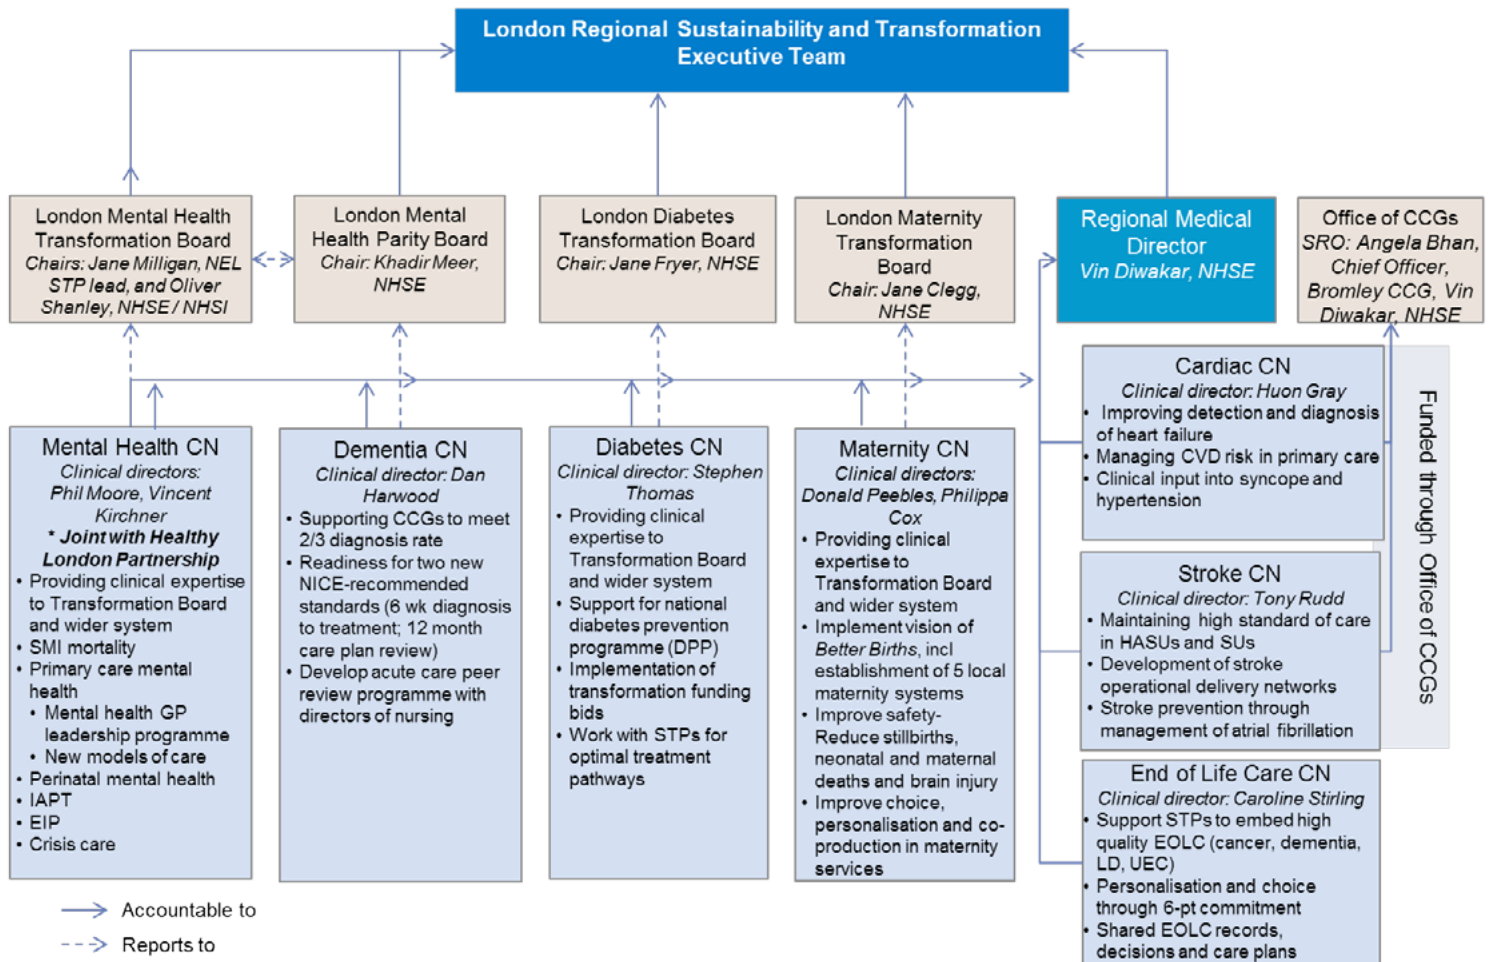 London Regional Sustainability and Transformation
Executive Team
London Mental Health
Transformation Board
Chairs: Jane Milligan, NEL
STP lead, and Oliver
Shanley, NHSE / NHSI
London Mental
Health Parity Board
Chair: Khadir Meer,
NHSE
London Diabetes
Transformation Board
Chair: Jane Fryer, NHSE
London Maternity
Transformation
Board
Chair: Jane Clegg,
NHSE
Regional Medical
Director
Vin Diwakar, NHSE
Office of CCGs
SRO: Angela Bhan,
Chief Officer,
Bromley CCG, Vin
Diwakar, NHSE
Mental Health CN
Clinical directors:
Phil Moore, Vincent
Kirchner
* Joint with Healthy
London Partnership
• Providing clinical expertise
to Transformation Board
and wider system
• SMI mortality
• Primary care mental
health
• Mental health GP
leadership programme
• New models of care
• Perinatal mental health
• IAPT
• EIP
• Crisis care
Dementia CN
Clinical director: Dan
Harwood
• Supporting CCGs to meet
2/3 diagnosis rate
• Readiness for two new
NICE-recommended
standards (6 wk diagnosis
to treatment; 12 month
care plan review)
• Develop acute care peer
review programme with
directors of nursing
Diabetes CN
Clinical director: Stephen
Thomas
• Providing clinical
expertise to
Transformation Board
and wider system
• Support for national
diabetes prevention
programme (DPP)
• Implementation of
transformation funding
bids
• Work with STPs for
optimal treatment
pathways
Maternity CN
Clinical directors:
Donald Peebles, Philippa
Cox
• Providing clinical
expertise to
Transformation Board
and wider system
• Implement vision of
Better Births, incl
establishment of 5 local
maternity systems
• Improve safety-
Reduce stillbirths,
neonatal and maternal
deaths and brain injury
• Improve choice,
personalisation and co-
production in maternity
services
Cardiac CN
Clinical director: Huon Gray
• Improving detection and diagnosis
of heart failure
• Managing CVD risk in primary care
• Clinical input into syncope and
hypertension
Stroke CN
Clinical director: Tony Rudd
• Maintaining high standard of care
in HASUs and SUs
• Development of stroke
operational delivery networks
• Stroke prevention through
management of atrial fibrillation
End of Life Care CN
Clinical director: Caroline Stirling
• Support STPs to embed high
quality EOLC (cancer, dementia,
LD, UEC)
• Personalisation and choice
through 6-pt commitment
• Shared EOLC records,
decisions and care plans
Funded through Office of CCGs
Accountable to
Reports to